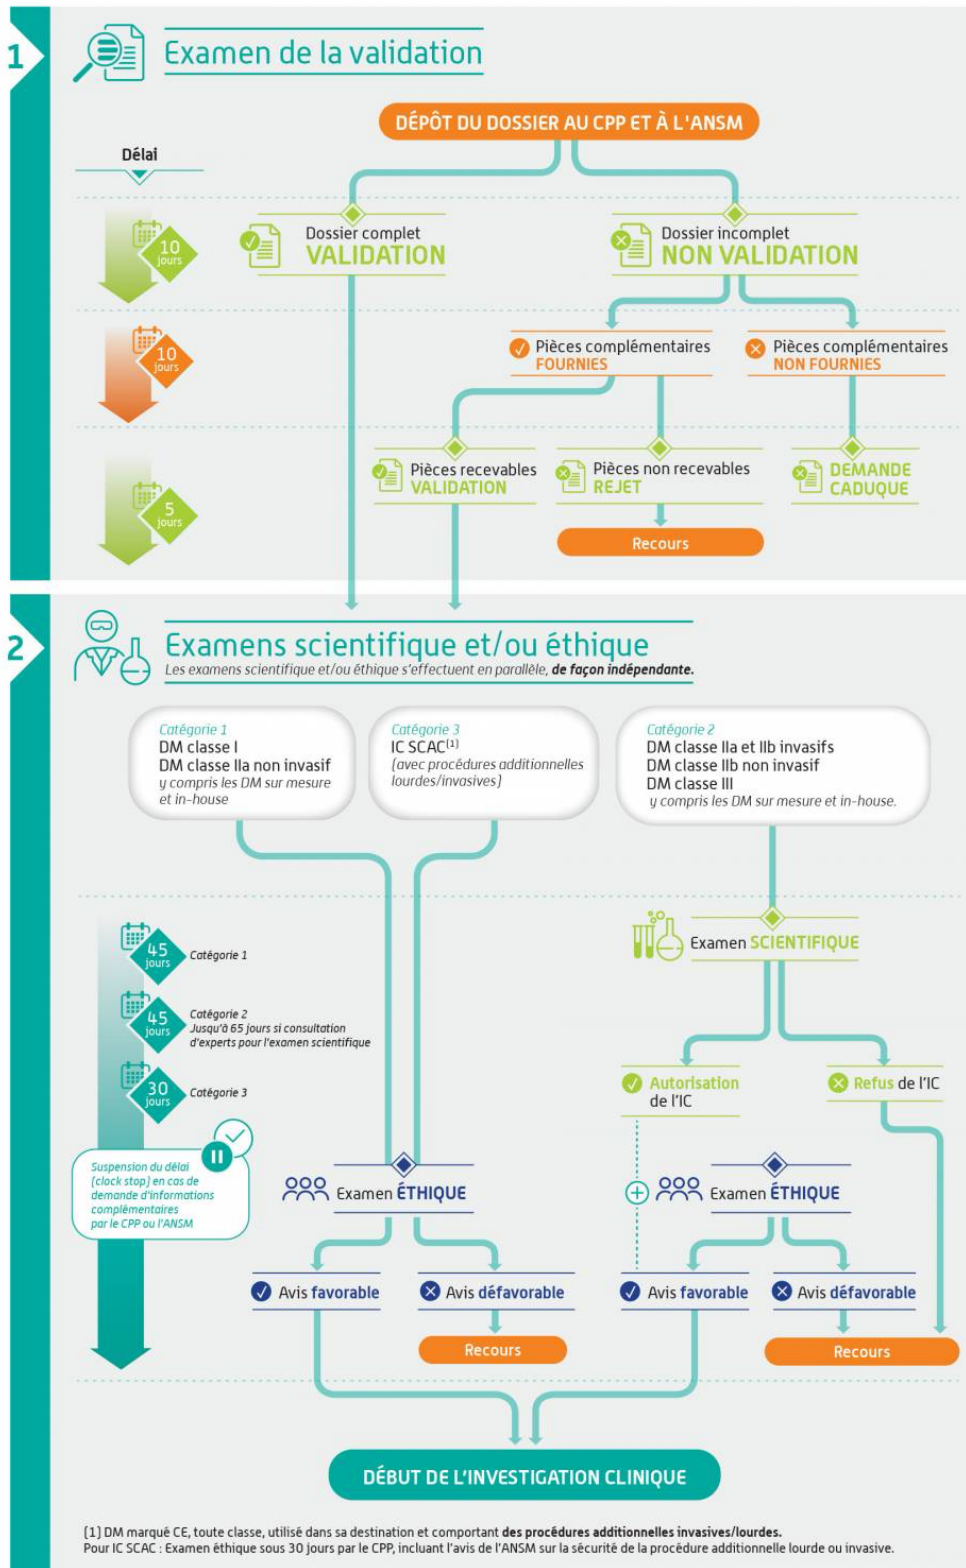 1
Examen de la validation
DÉPÔT DU DOSSIER AU CPP ET À L'ANSM
Délai
10
jours
Dossier complet
VALIDATION
Dossier incomplet
NON VALIDATION
10
jours
Pièces complémentaires
FOURNIES
Pièces complémentaires
NON FOURNIES
5
jours
Pièces recevables
VALIDATION
Pièces non recevables
REJET
DEMANDE
CADUQUE
Recours
2
Examens scientifique et/ou éthique
Les examens scientifique et/ou éthique s'effectuent en parallèle, de façon indépendante.
Catégorie 1
DM classe I
DM classe IIa non invasif
y compris les DM sur mesure
et in-house
Catégorie 3
IC SCAC[1]
(avec procédures additionnelles
lourdes/invasives)
Catégorie 2
DM classe IIa et IIb invasifs
DM classe IIb non invasif
DM classe III
y compris les DM sur mesure et in-house.
45
jours
Catégorie 1
45
jours
Catégorie 2
Jusqu'à 65 jours si consultation
d'experts pour l'examen scientifique
30
jours
Catégorie 3
Suspension du délai
(clock stop) en cas de
demande d'informations
complémentaires
par le CPP ou l'ANSM
Examen SCIENTIFIQUE
Autorisation
de l'IC
Refus de l'IC
Examen ÉTHIQUE
Examen ÉTHIQUE
Avis favorable
Avis défavorable
Avis favorable
Avis défavorable
Recours
Recours
DÉBUT DE L'INVESTIGATION CLINIQUE
[1] DM marqué CE, toute classe, utilisé dans sa destination et comportant des procédures additionnelles invasives/lourdes.
Pour IC SCAC : Examen éthique sous 30 jours par le CPP, incluant l'avis de l'ANSM sur la sécurité de la procédure additionnelle lourde ou invasive.